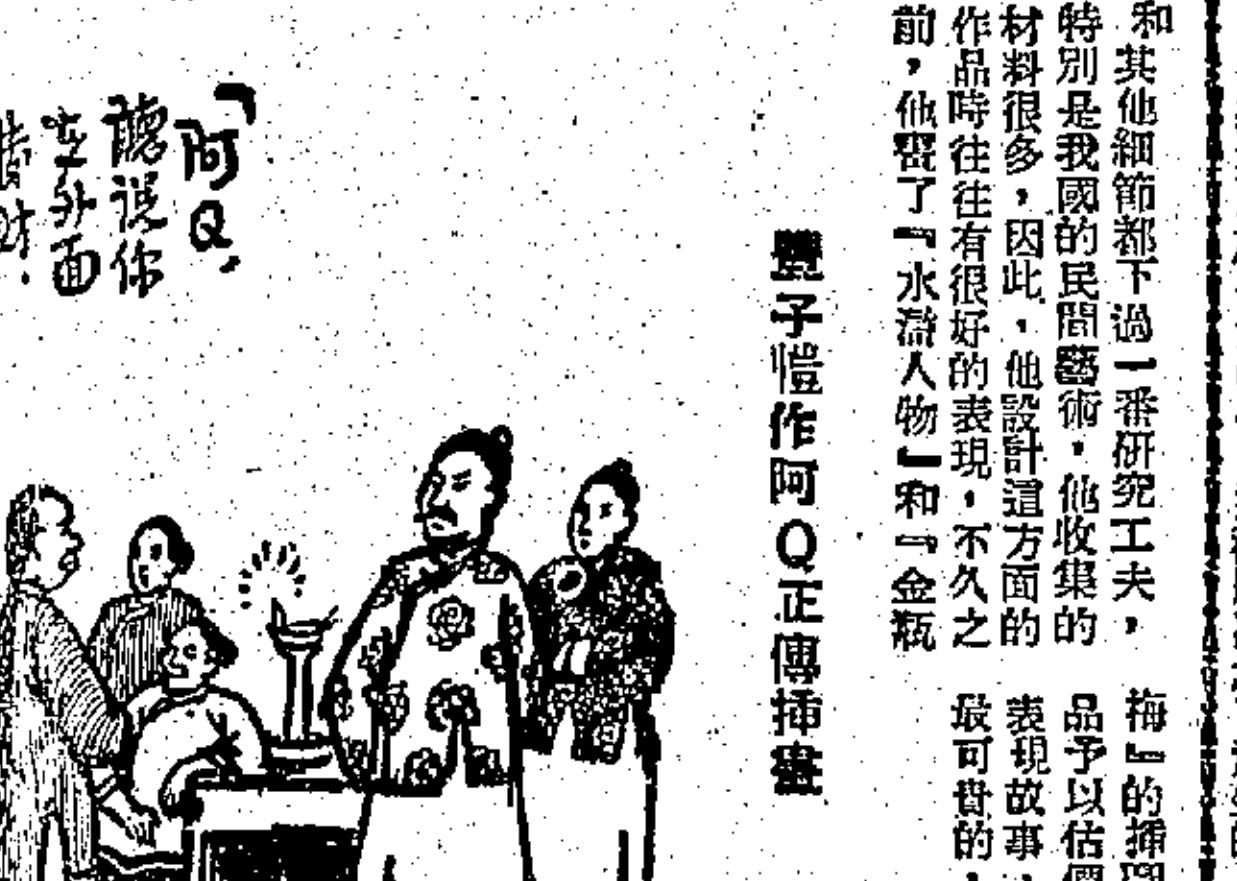 和其他細節都下過一番研究工夫，
特別是我國的民間藝術，他收集的
材料很多，因此，他設計這方面的
作品時往往有很好的表現，不久之
前，他畫了『水滸人物』和『金瓶
梅』的插
品予以估價
表現故事，
最可貴的，
豐子愷作阿Q正傳插畫
「阿Q，
聽說你
在外面
發財．